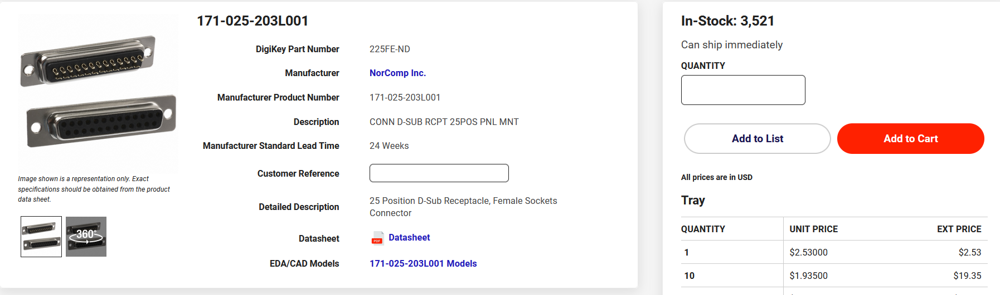 171-025-203L001
DigiKey Part Number 225FE-ND
Manufacturer NorComp Inc.
Manufacturer Product Number 171-025-203L001
Description CONN D-SUB RCPT 25POS PNL MNT
Manufacturer Standard Lead Time 24 Weeks
Customer Reference
Detailed Description 25 Position D-Sub Receptacle, Female Sockets
Connector
Datasheet PDF Datasheet
EDA/CAD Models 171-025-203L001 Models
Image shown is a representation only. Exact
specifications should be obtained from the product
data sheet.
360°
In-Stock: 3,521
Can ship immediately
QUANTITY
Add to List Add to Cart
All prices are in USD
Tray
QUANTITY UNIT PRICE EXT PRICE
1 $2.53000 $2.53
10 $1.93500 $19.35